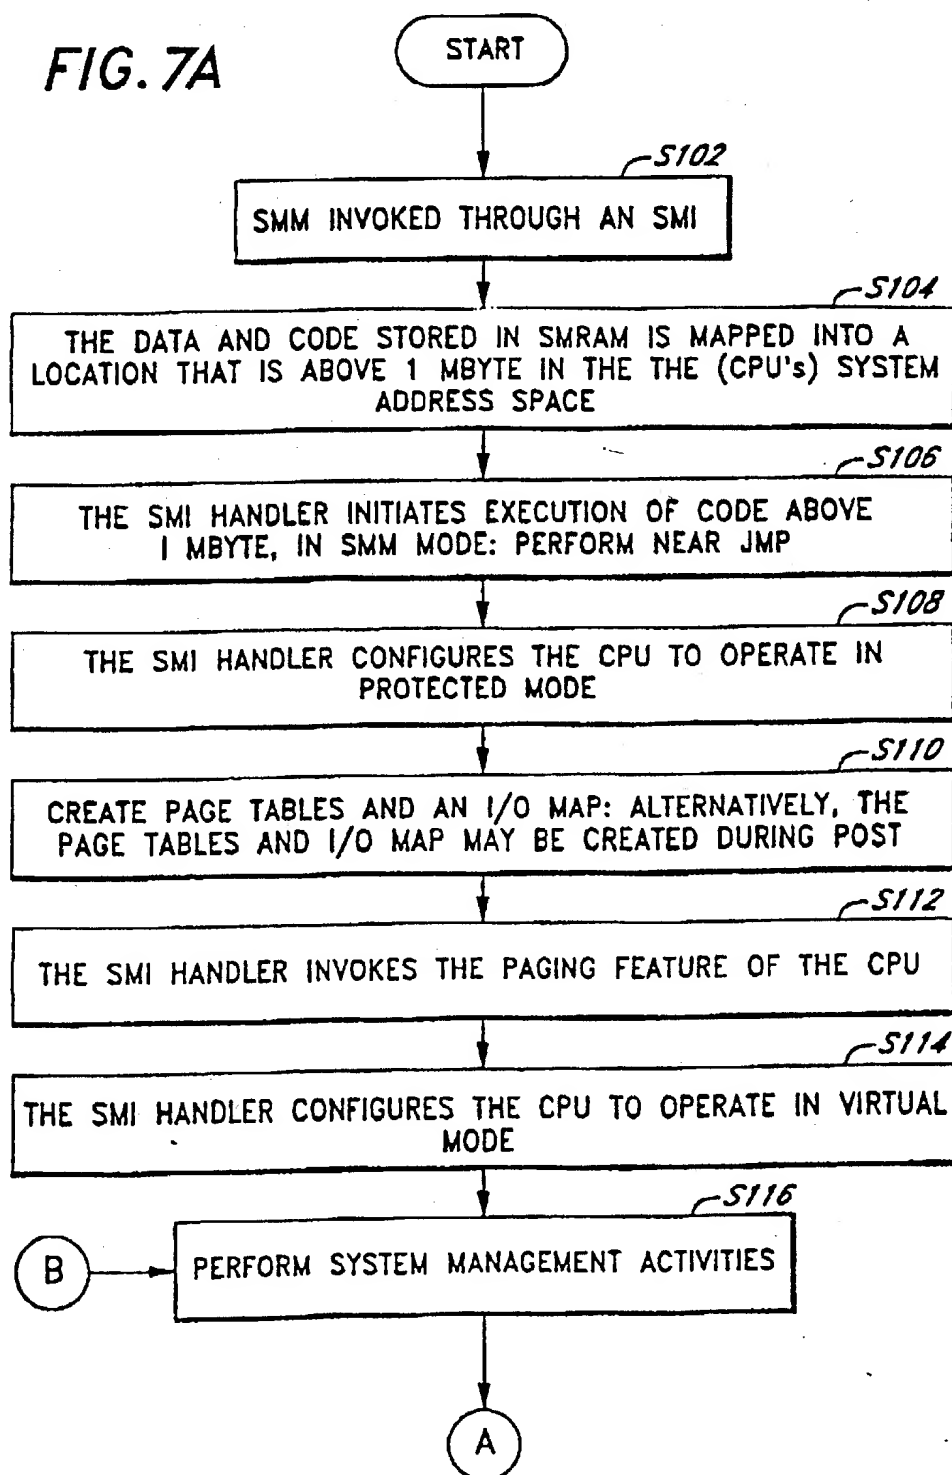 FIG. 7A
START
S102
SMM INVOKED THROUGH AN SMI
S104
THE DATA AND CODE STORED IN SMRAM IS MAPPED INTO A
LOCATION THAT IS ABOVE 1 MBYTE IN THE THE (CPU's) SYSTEM
ADDRESS SPACE
S106
THE SMI HANDLER INITIATES EXECUTION OF CODE ABOVE
1 MBYTE, IN SMM MODE: PERFORM NEAR JMP
S108
THE SMI HANDLER CONFIGURES THE CPU TO OPERATE IN
PROTECTED MODE
S110
CREATE PAGE TABLES AND AN I/O MAP: ALTERNATIVELY, THE
PAGE TABLES AND I/O MAP MAY BE CREATED DURING POST
S112
THE SMI HANDLER INVOKES THE PAGING FEATURE OF THE CPU
S114
THE SMI HANDLER CONFIGURES THE CPU TO OPERATE IN VIRTUAL
MODE
S116
B
PERFORM SYSTEM MANAGEMENT ACTIVITIES
A